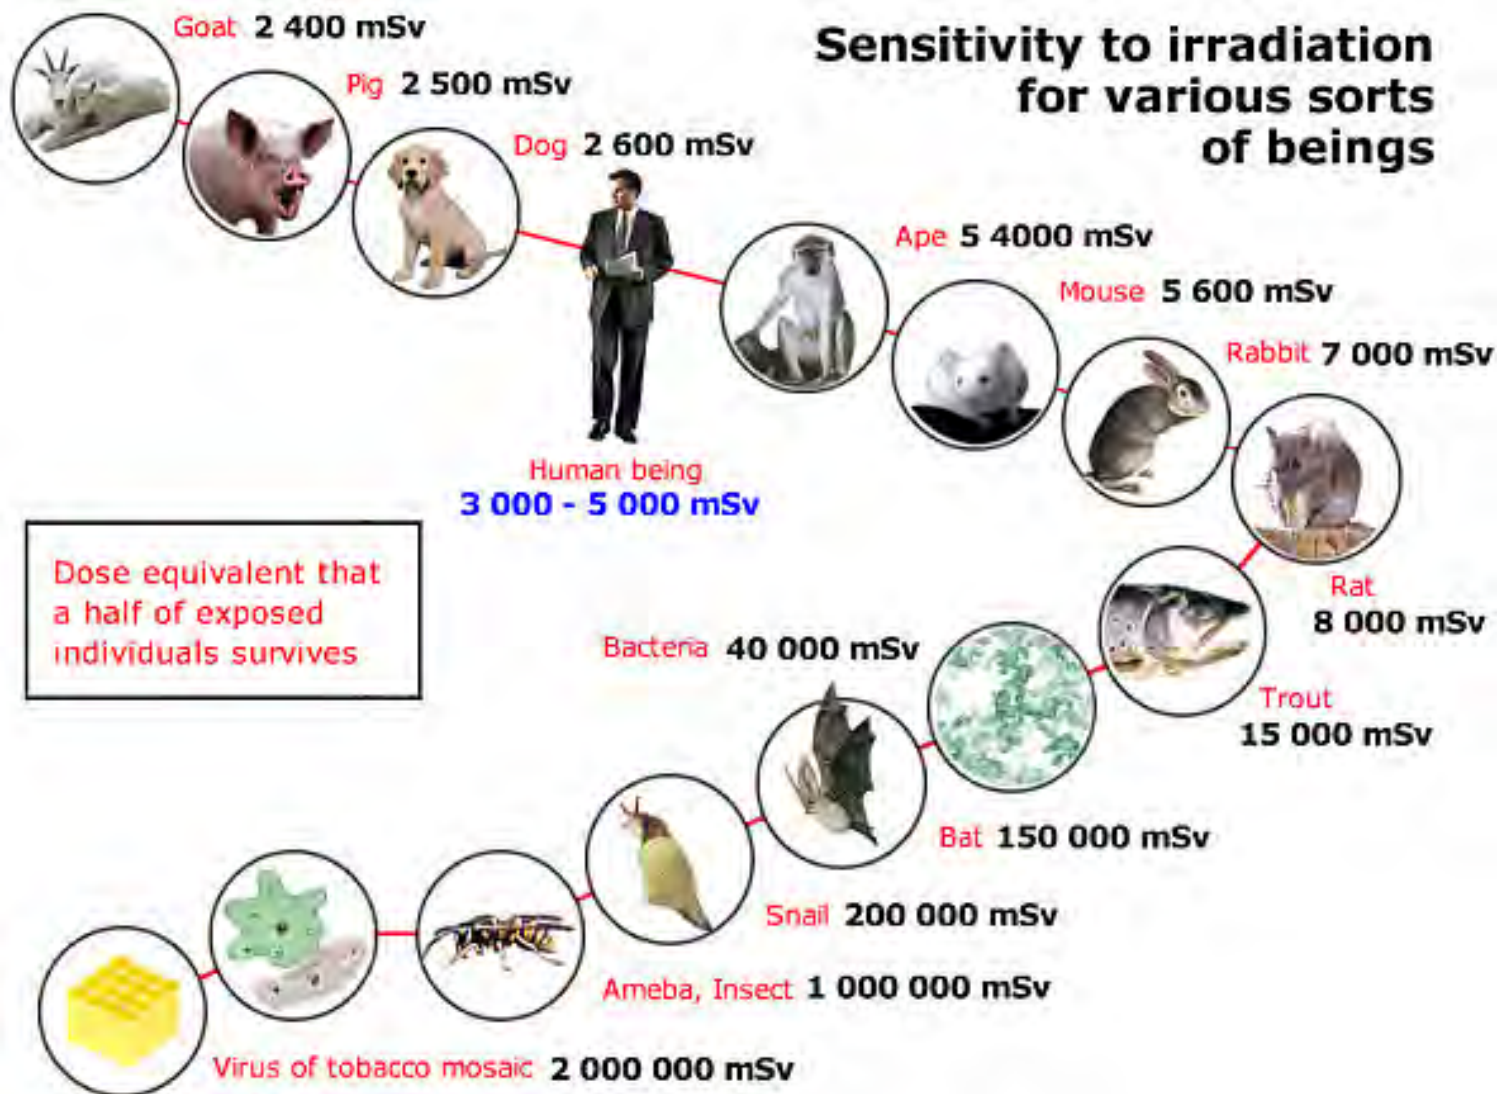 Goat 2 400 mSv
Sensitivity to irradiation
for various sorts
of beings
Pig 2 500 mSv
Dog 2 600 mSv
Ape 5 4000 mSv
Mouse 5 600 mSv
Rabbit 7 000 mSv
Human being
3 000 - 5 000 mSv
Dose equivalent that
a half of exposed
individuals survives
Rat
8 000 mSv
Bacteria 40 000 mSv
Trout
15 000 mSv
Bat 150 000 mSv
Snail 200 000 mSv
Ameba, Insect 1 000 000 mSv
Virus of tobacco mosaic 2 000 000 mSv